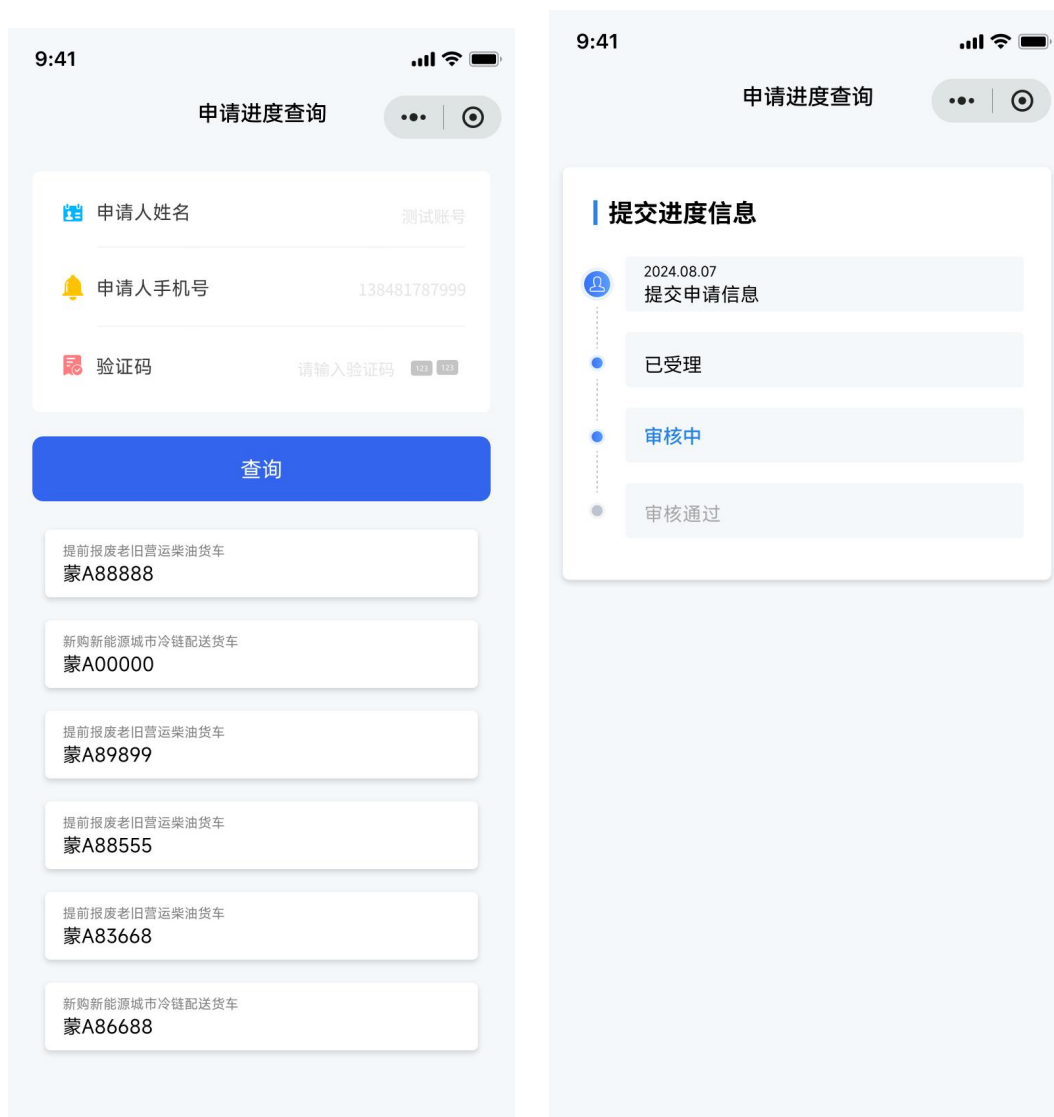 9:41
申请进度查询
申请人姓名
测试账号
申请人手机号
138481787999
验证码
请输入验证码
123 123
查询
提前报废老旧营运柴油货车
蒙A88888
新购新能源城市冷链配送货车
蒙A00000
提前报废老旧营运柴油货车
蒙A89899
提前报废老旧营运柴油货车
蒙A88555
提前报废老旧营运柴油货车
蒙A83668
新购新能源城市冷链配送货车
蒙A86688
9:41
申请进度查询
提交进度信息
2024.08.07
提交申请信息
已受理
审核中
审核通过